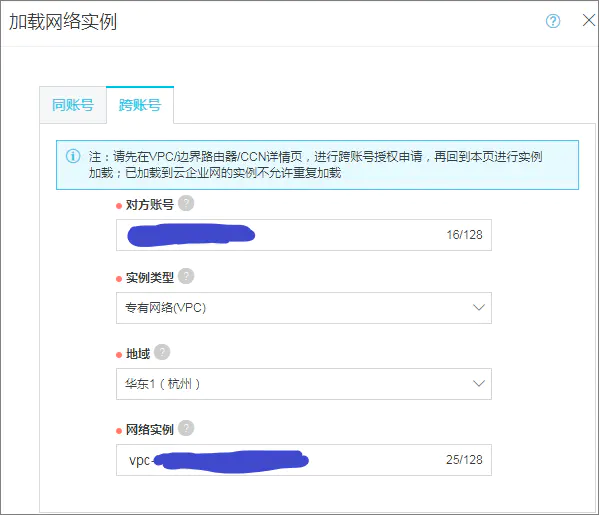 加载网络实例
同账号
跨账号
注：请先在VPC/边界路由器/CCN详情页，进行跨账号授权申请，再回到本页进行实例
加载；已加载到云企业网的实例不允许重复加载
对方账号
16/128
实例类型
专有网络(VPC)
地域
华东1（杭州）
网络实例
vpc-
25/128